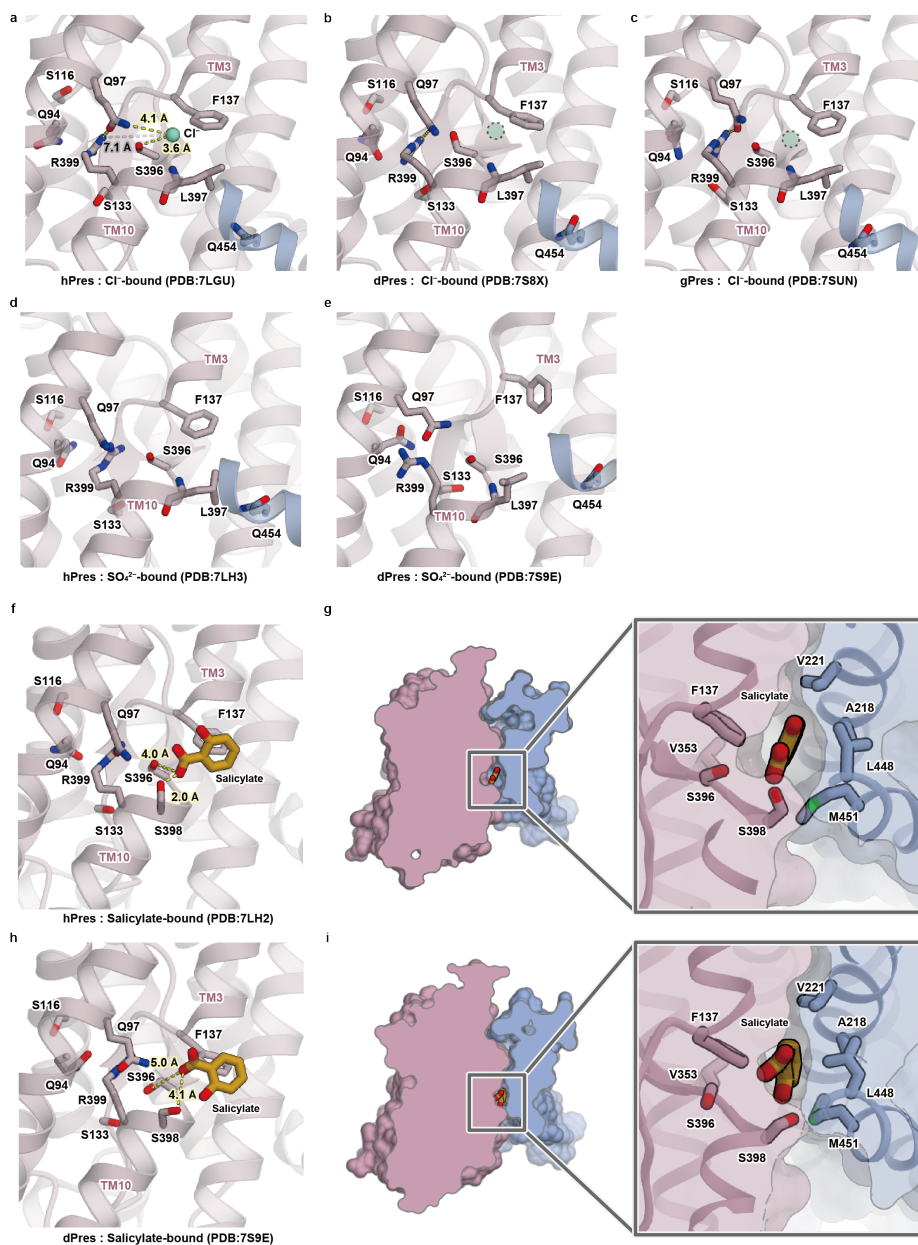 a
S116
Q97
TM3
F137
Q94
4.1 A
Cl⁻
7.1 A
3.6 A
R399
S396
L397
S133
TM10
Q454
hPres : Cl⁻-bound (PDB:7LGU)
b
S116
Q97
TM3
F137
Q94
S396
R399
L397
S133
TM10
Q454
dPres : Cl⁻-bound (PDB:7S8X)
c
S116
Q97
TM3
F137
Q94
S396
R399
L397
S133
TM10
Q454
gPres : Cl⁻-bound (PDB:7SUN)
d
TM3
S116
Q97
F137
Q94
S396
R399
S133
TM10
L397
Q454
hPres : SO₄²⁻-bound (PDB:7LH3)
e
TM3
S116
Q97
F137
Q94
S396
R399
S133
TM10
L397
Q454
dPres : SO₄²⁻-bound (PDB:7S9E)
f
TM3
S116
Q97
F137
Q94
4.0 A
R399
S396
Salicylate
2.0 A
S133
S398
TM10
hPres : Salicylate-bound (PDB:7LH2)
g
V221
F137
Salicylate
A218
V353
L448
S396
S398
M451
h
TM3
S116
Q97
F137
Q94
5.0 A
S396
R399
4.1 A
Salicylate
S133
S398
TM10
dPres : Salicylate-bound (PDB:7S9E)
i
V221
F137
Salicylate
A218
V353
L448
S396
S398
M451